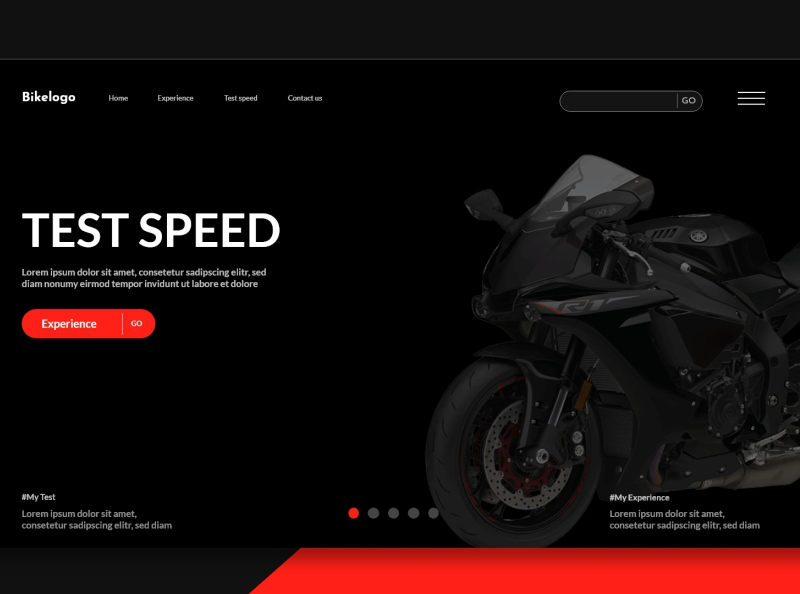 Bikelogo
Home
Experience
Test speed
Contact us
GO
TEST SPEED
Lorem ipsum dolor sit amet, consetetur sadipscing elitr, sed
diam nonumy eirmod tempor invidunt ut labore et dolore
Experience
GO
R1
#My Test
Lorem ipsum dolor sit amet,
consetetur sadipscing elitr, sed diam
#My Experience
Lorem ipsum dolor sit amet,
consetetur sadipscing elitr, sed diam